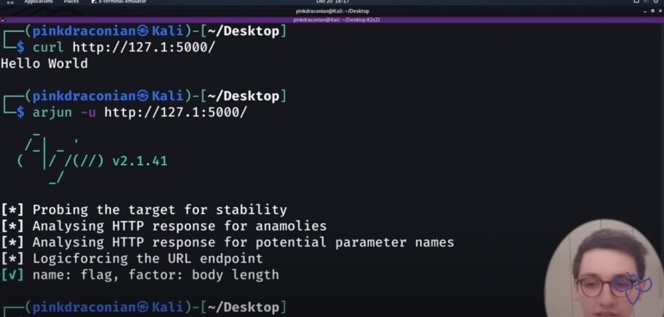 Applications Places
Dec 20 16:17
pinkdraconian@Kali: ~/Desktop
pinkdraconian@Kali: ~/Desktop 82x21
┌──(pinkdraconian㉿Kali)-[~/Desktop]
└─$ curl http://127.1:5000/
Hello World
┌──(pinkdraconian㉿Kali)-[~/Desktop]
└─$ arjun -u http://127.1:5000/
    _
   /_| _ '
  (  |/ /(//) v2.1.41
      _/
[*] Probing the target for stability
[*] Analysing HTTP response for anamolies
[*] Analysing HTTP response for potential parameter names
[*] Logicforcing the URL endpoint
[✓] name: flag, factor: body length
┌──(pinkdraconian㉿Kali)-[~/Desktop]